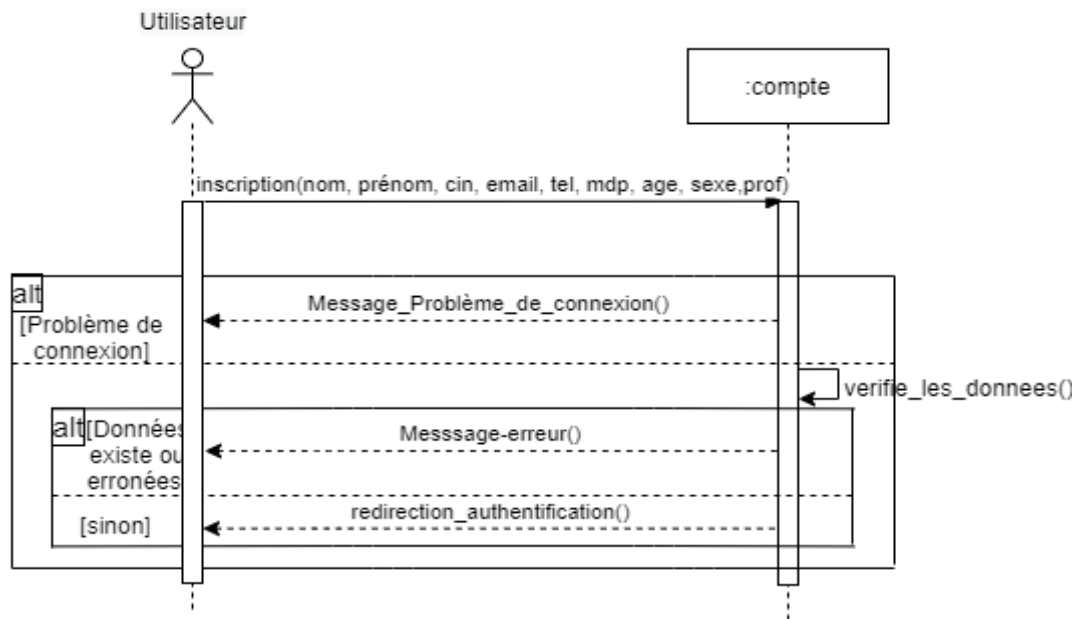 Utilisateur
:compte
inscription(nom, prénom, cin, email, tel, mdp, age, sexe,prof)
alt
Message_Problème_de_connexion()
[Problème de
connexion]
verifie_les_donnees()
alt
[Données
existe ou
erronées
Messsage-erreur()
[sinon]
redirection_authentification()